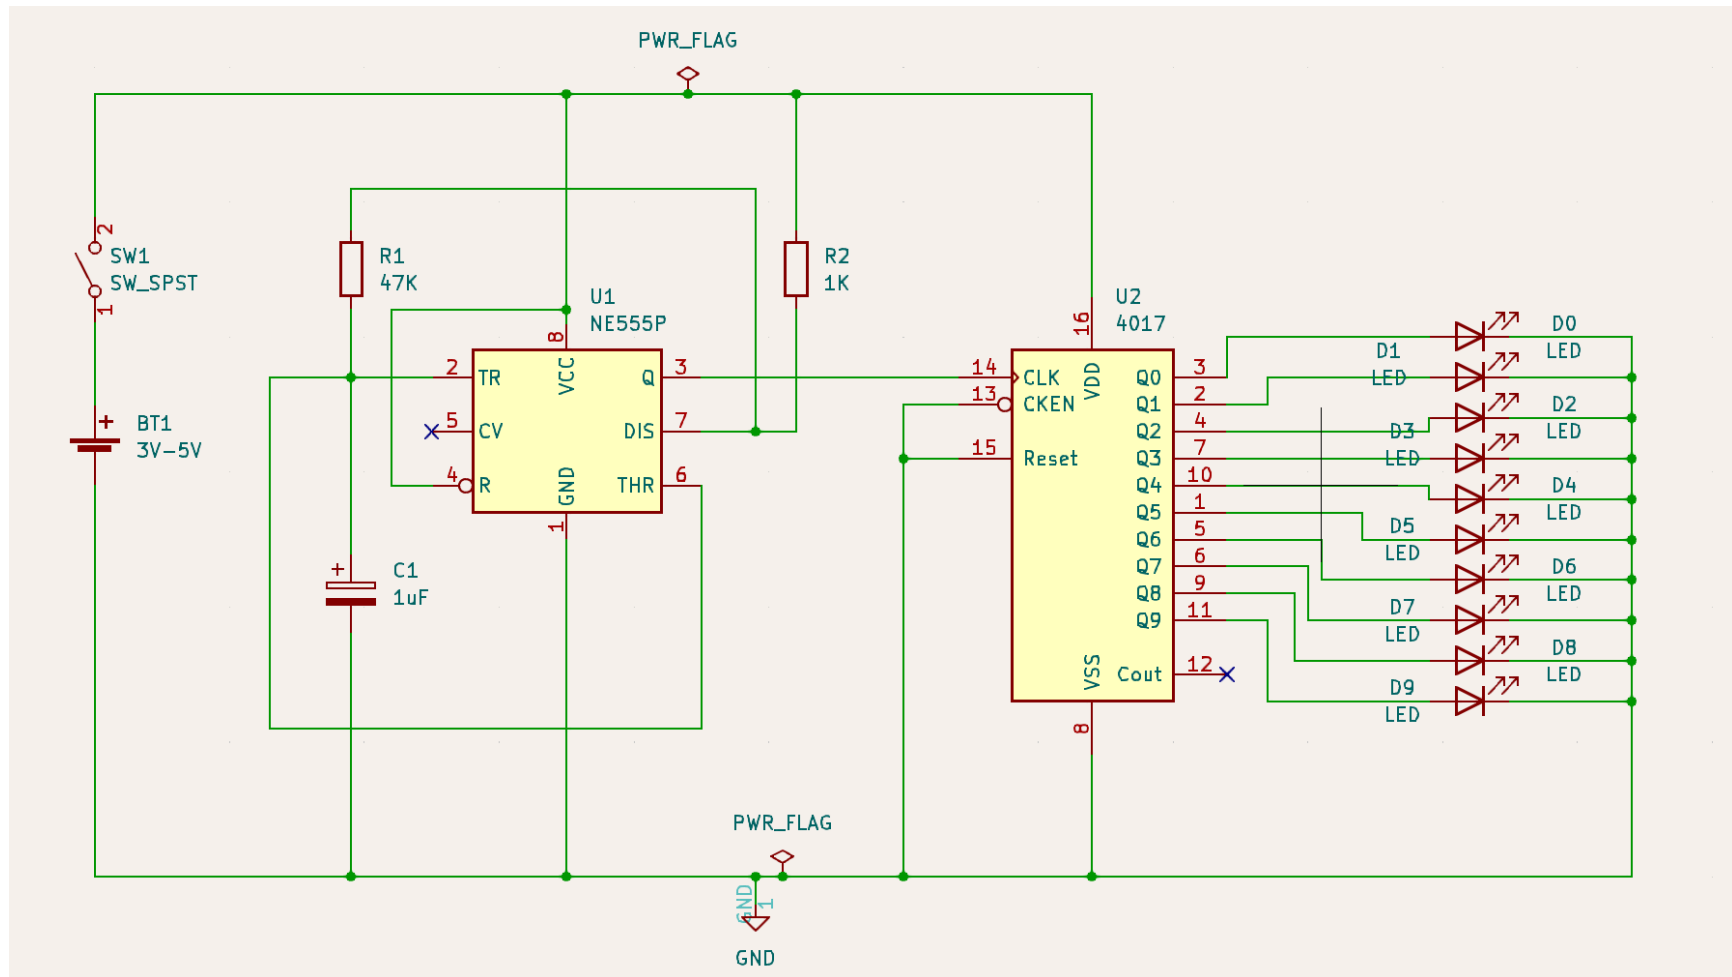 PWR_FLAG
2
SW1
SW_SPST
1
R1
47K
R2
1K
U1
NE555P
8
2
TR
VCC
Q
3
5
CV
DIS
7
4
R
GND
THR
6
1
BT1
3V-5V
+
+
C1
1uF
U2
4017
16
14
CLK
VDD
Q0
3
13
CKEN
Q1
2
Q2
4
15
Reset
Q3
7
Q4
10
Q5
1
Q6
5
Q7
6
Q8
9
Q9
11
VSS
Cout
12
8
D0
LED
D1
LED
D2
LED
D3
LED
D4
LED
D5
LED
D6
LED
D7
LED
D8
LED
D9
LED
PWR_FLAG
GND
1
GND